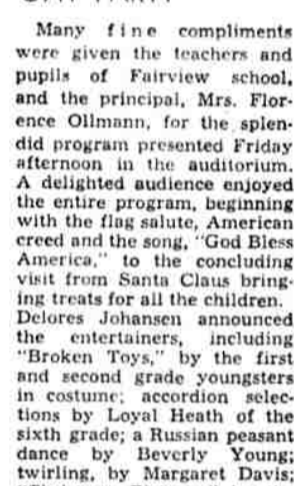 Many fine compliments
were given the teachers and
pupils of Fairview school,
and the principal, Mrs. Flor-
ence Ollmann, for the splen-
did program presented Friday
afternoon in the auditorium.
A delighted audience enjoyed
the entire program, beginning
with the flag salute, American
creed and the song, "God Bless
America," to the concluding
visit from Santa Claus bring-
ing treats for all the children.
Delores Johansen announced
the entertainers, including
"Broken Toys," by the first
and second grade youngsters
in costume; accordion selec-
tions by Loyal Heath of the
sixth grade; a Russian peasant
dance by Beverly Young;
twirling, by Margaret Davis;